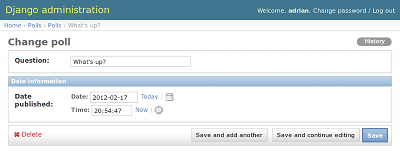 Django administration
Welcome, adrian. Change password / Log out
Home › Polls › Polls › What's up?
Change poll
History
Question: What's up?
Date information
Date published:
Date: 2012-02-17 Today |
Time: 20:54:47 Now |
Delete
Save and add another
Save and continue editing
Save